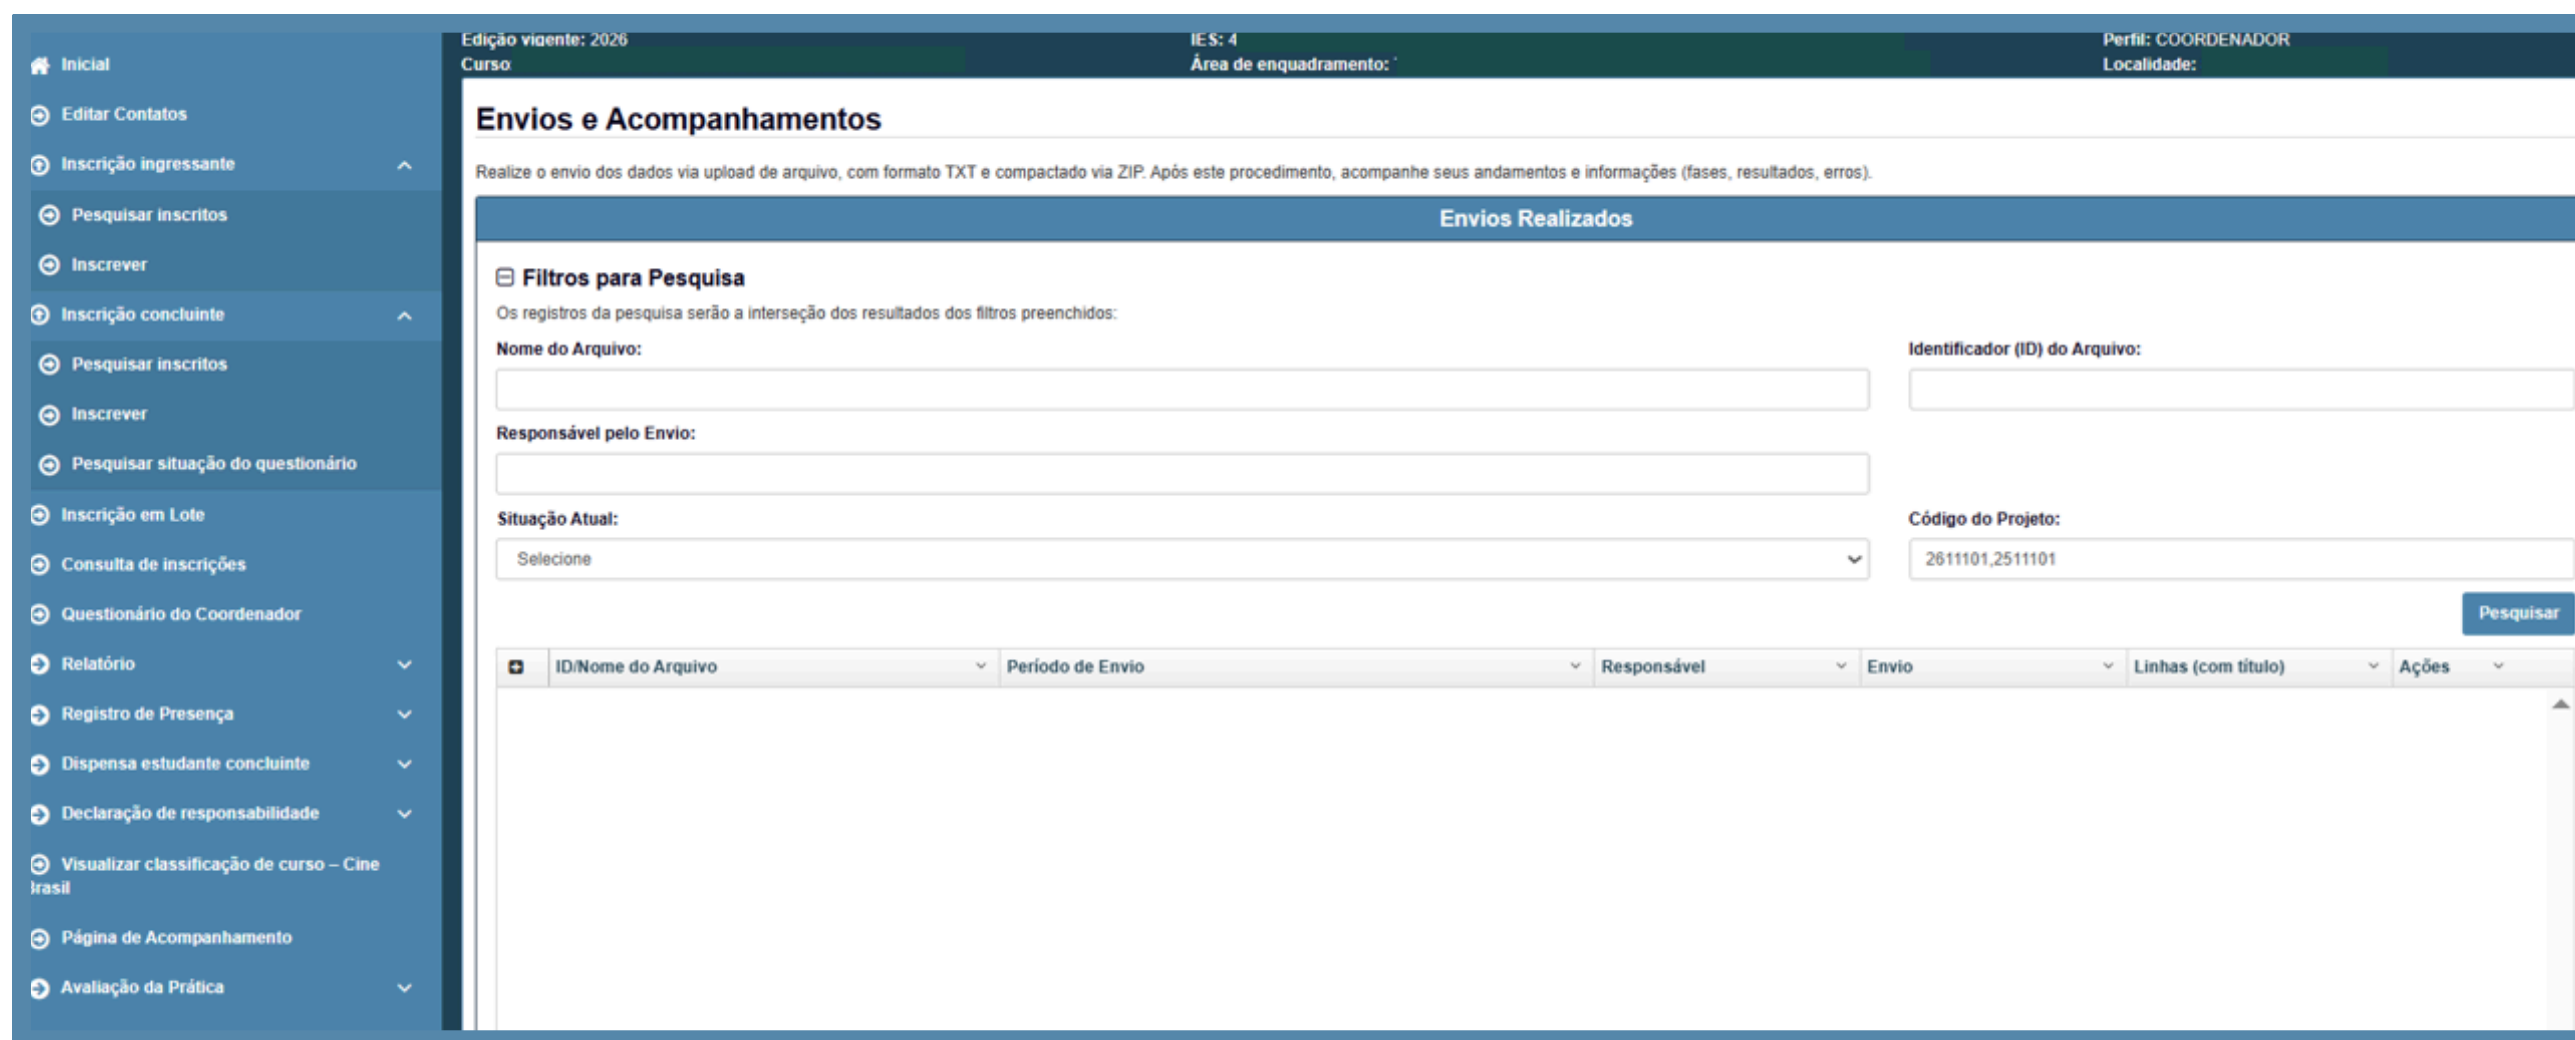 Inicial
Editar Contatos
Inscrição ingressante
Pesquisar inscritos
Inscrever
Inscrição concluinte
Pesquisar inscritos
Inscrever
Pesquisar situação do questionário
Inscrição em Lote
Consulta de inscrições
Questionário do Coordenador
Relatório
Registro de Presença
Dispensa estudante concluinte
Declaração de responsabilidade
Visualizar classificação de curso – Cine
Brasil
Página de Acompanhamento
Avaliação da Prática
Edição vigente: 2026 IES: 4 Perfil: COORDENADOR
Curso: Área de enquadramento: Localidade:
Envios e Acompanhamentos
Realize o envio dos dados via upload de arquivo, com formato TXT e compactado via ZIP. Após este procedimento, acompanhe seus andamentos e informações (fases, resultados, erros).
Envios Realizados
Filtros para Pesquisa
Os registros da pesquisa serão a interseção dos resultados dos filtros preenchidos:
Nome do Arquivo: Identificador (ID) do Arquivo:
Responsável pelo Envio:
Situação Atual: Código do Projeto:
Selecione 2611101,2511101
Pesquisar
ID/Nome do Arquivo Período de Envio Responsável Envio Linhas (com título) Ações